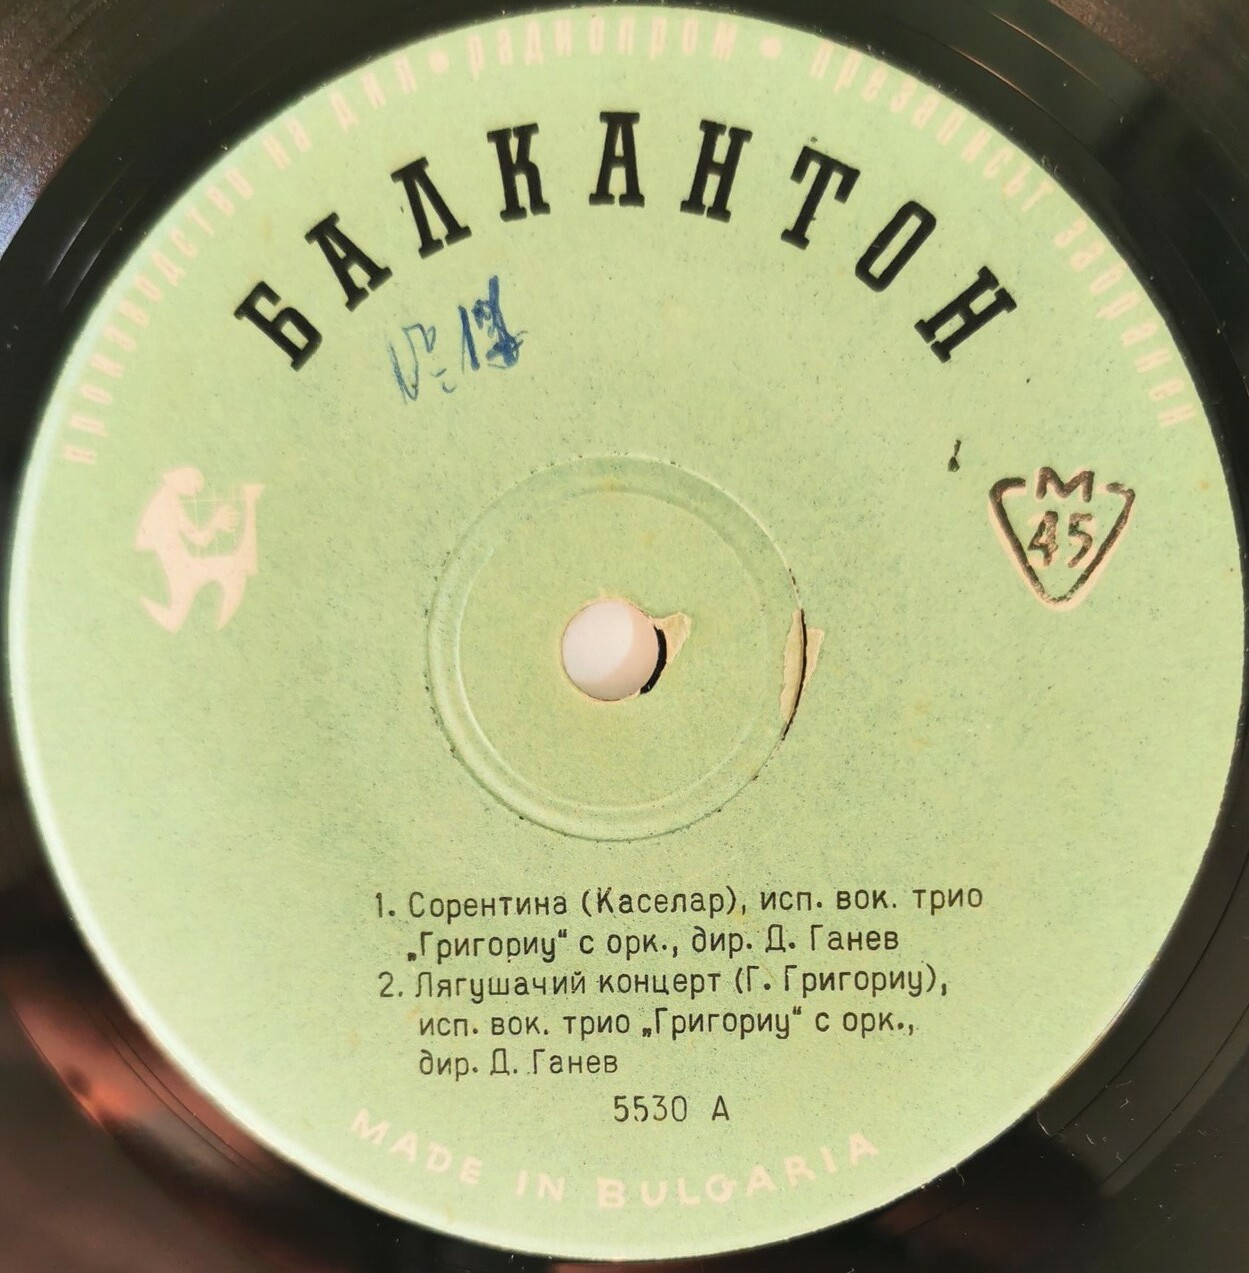 производство на дип • радиопром • презаписът забранен
БАЛКАНТОН
М
45
1. Сорентина (Каселар), исп. вок. трио
„Григориу“ с орк., дир. Д. Ганев
2. Лягушачий концерт (Г. Григориу),
исп. вок. трио „Григориу“ с орк.,
дир. Д. Ганев
5530 А
MADE IN BULGARIA